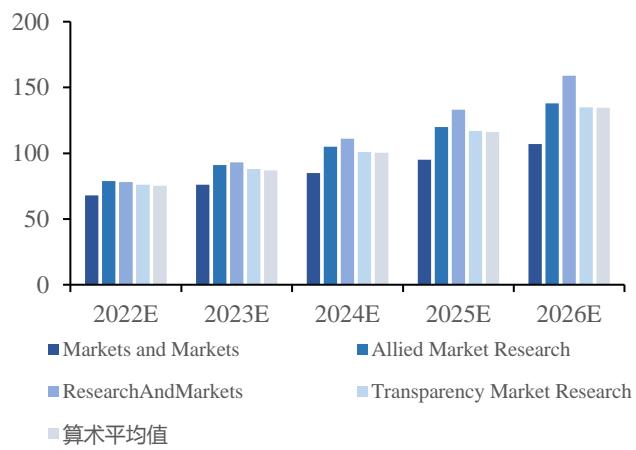 200
150
100
50
0
2022E 2023E 2024E 2025E 2026E
Markets and Markets Allied Market Research
ResearchAndMarkets Transparency Market Research
算术平均值